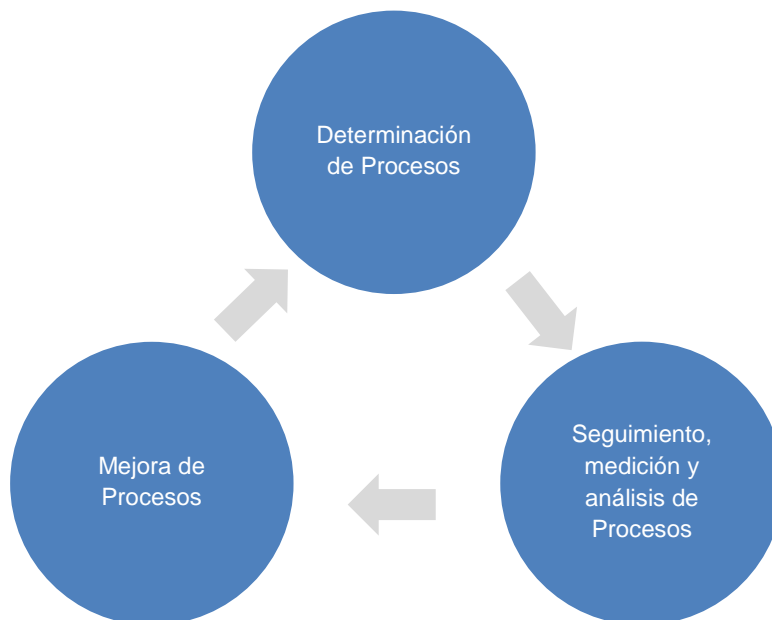 Determinación
de Procesos
Seguimiento,
medición y
análisis de
Procesos
Mejora de
Procesos